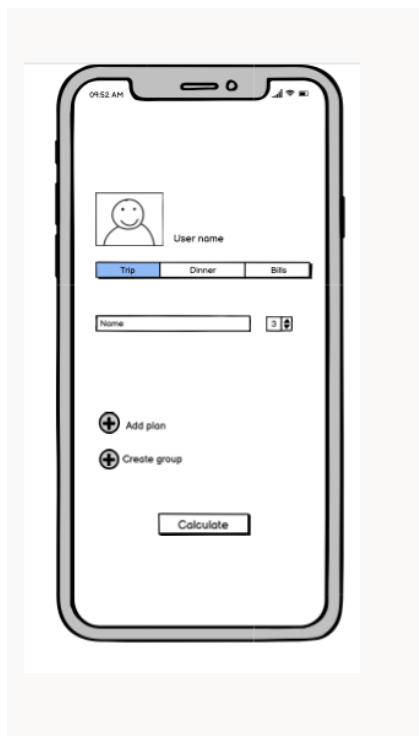 09:52 AM
User name
Trip Dinner Bills
Name 3
Add plan
Create group
Calculate